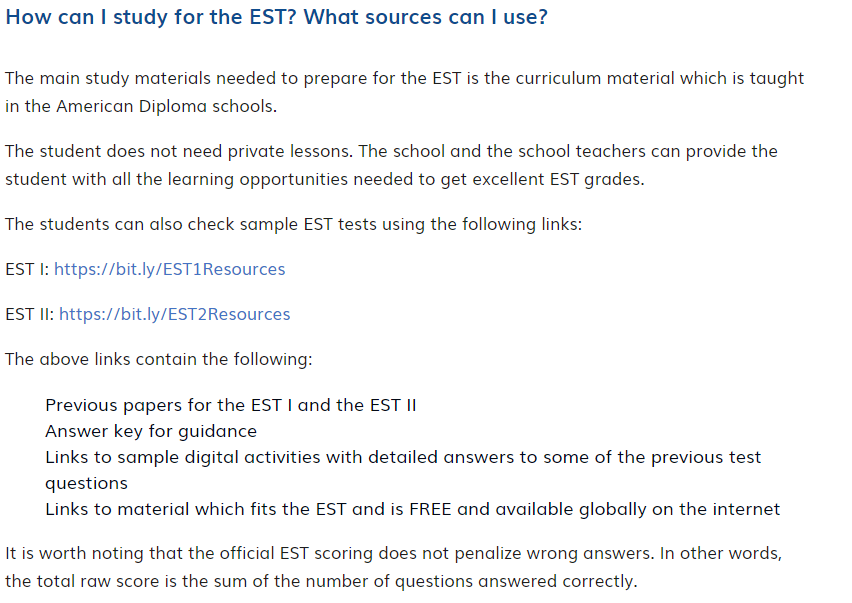 How can I study for the EST? What sources can I use?
The main study materials needed to prepare for the EST is the curriculum material which is taught
in the American Diploma schools.
The student does not need private lessons. The school and the school teachers can provide the
student with all the learning opportunities needed to get excellent EST grades.
The students can also check sample EST tests using the following links:
EST I: https://bit.ly/EST1Resources
EST II: https://bit.ly/EST2Resources
The above links contain the following:
Previous papers for the EST I and the EST II
Answer key for guidance
Links to sample digital activities with detailed answers to some of the previous test
questions
Links to material which fits the EST and is FREE and available globally on the internet
It is worth noting that the official EST scoring does not penalize wrong answers. In other words,
the total raw score is the sum of the number of questions answered correctly.